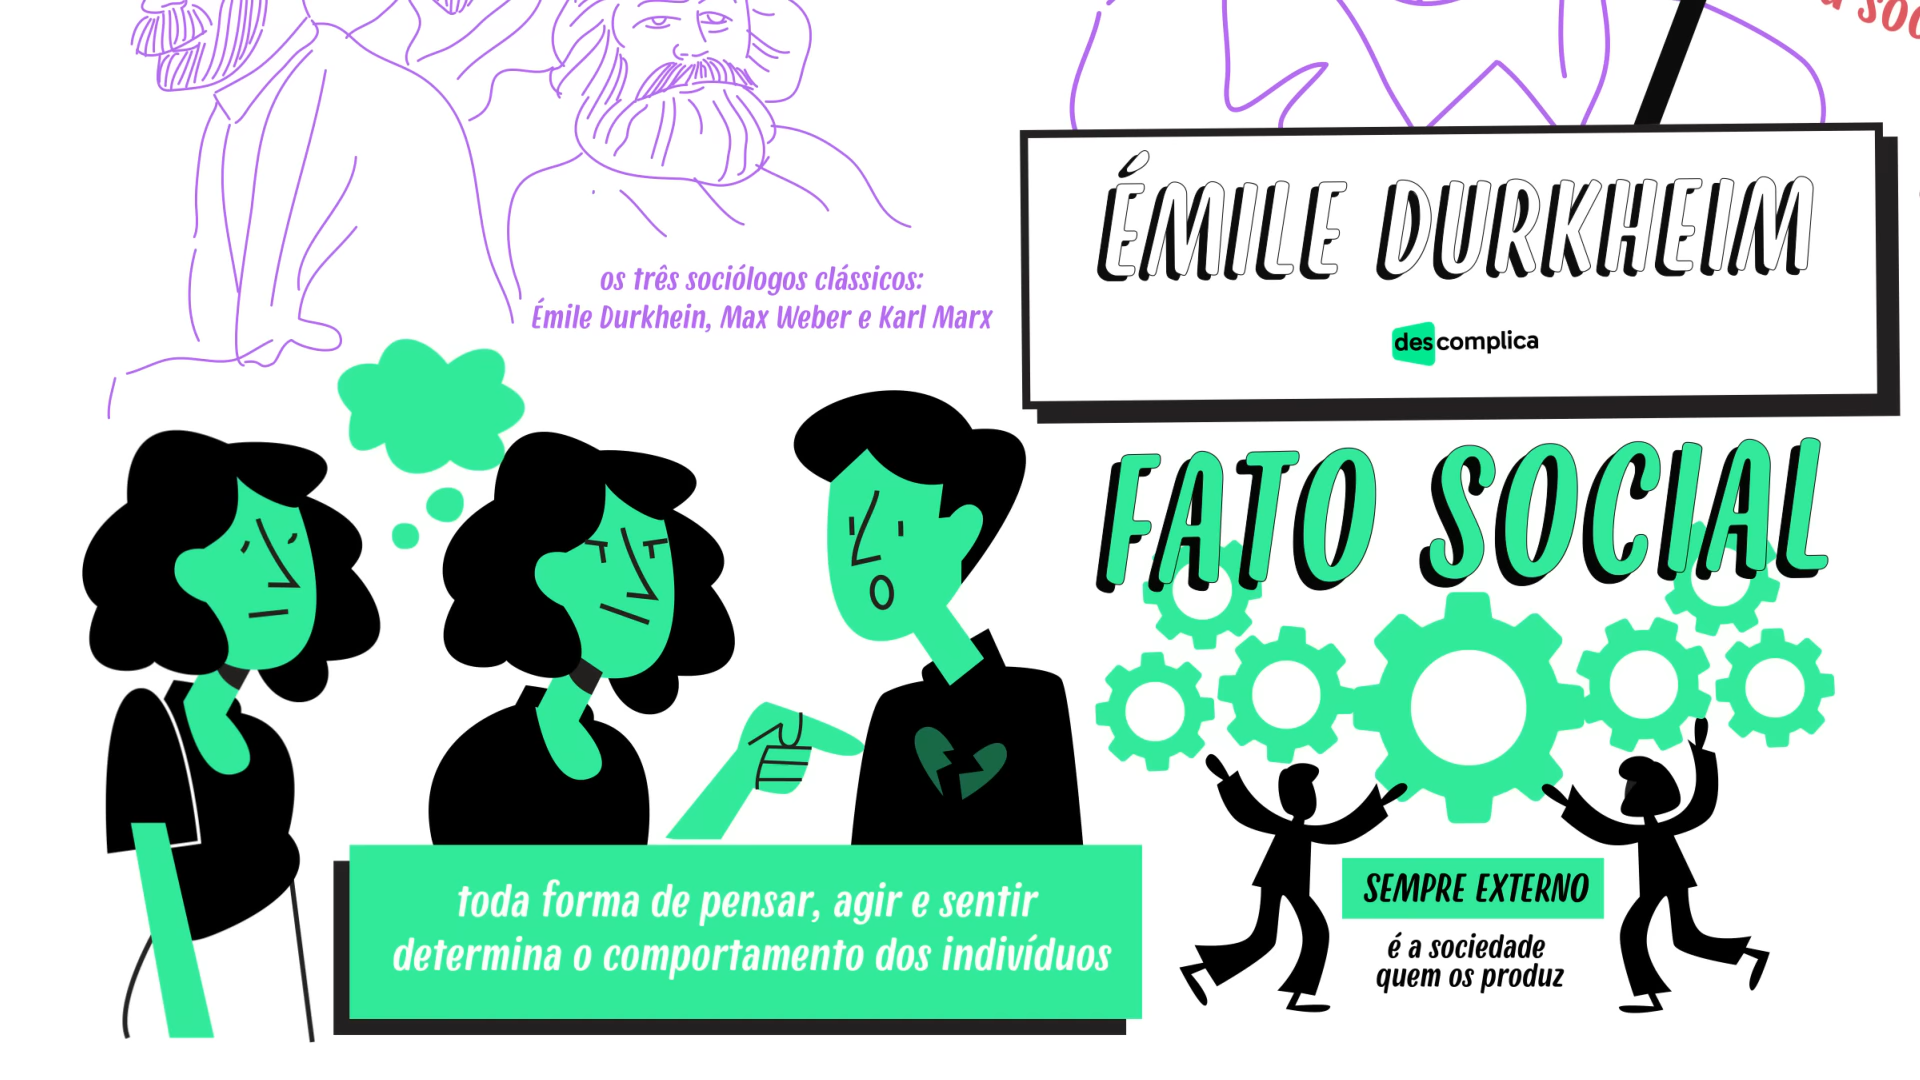 os três sociólogos clássicos:
Émile Durkhein, Max Weber e Karl Marx
ÉMILE DURKHEIM
descomplica
FATO SOCIAL
toda forma de pensar, agir e sentir
determina o comportamento dos indivíduos
SEMPRE EXTERNO
é a sociedade
quem os produz